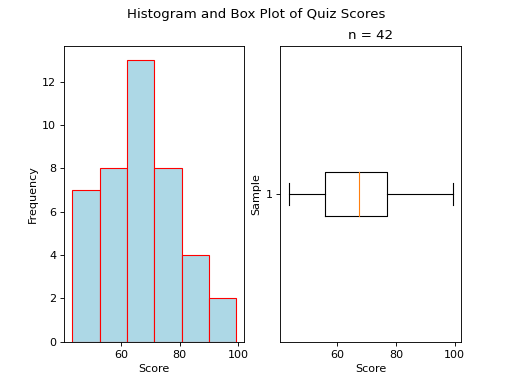 Histogram and Box Plot of Quiz Scores
n = 42
12
10
8
6
4
2
0
Frequency
60 80 100
Score
Sample
1
60 80 100
Score